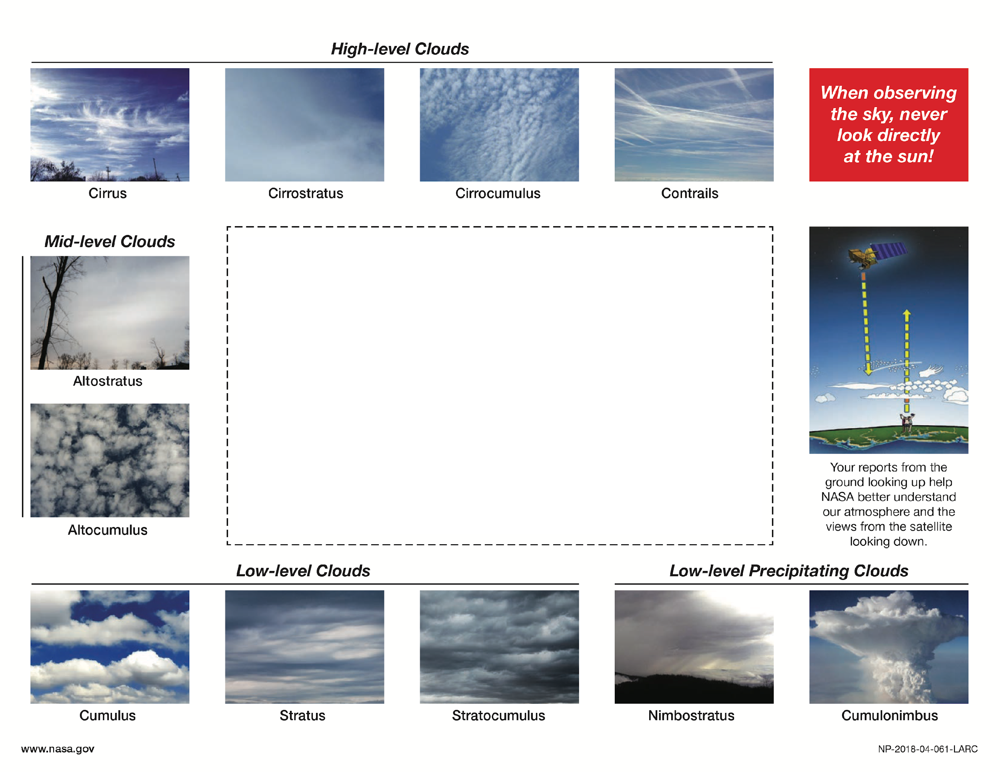 High-level Clouds
Cirrus
Cirrostratus
Cirrocumulus
Contrails
When observing
the sky, never
look directly
at the sun!
Mid-level Clouds
Altostratus
Altocumulus
Your reports from the
ground looking up help
NASA better understand
our atmosphere and the
views from the satellite
looking down.
Low-level Clouds
Low-level Precipitating Clouds
Cumulus
Stratus
Stratocumulus
Nimbostratus
Cumulonimbus
www.nasa.gov
NP-2018-04-061-LARC